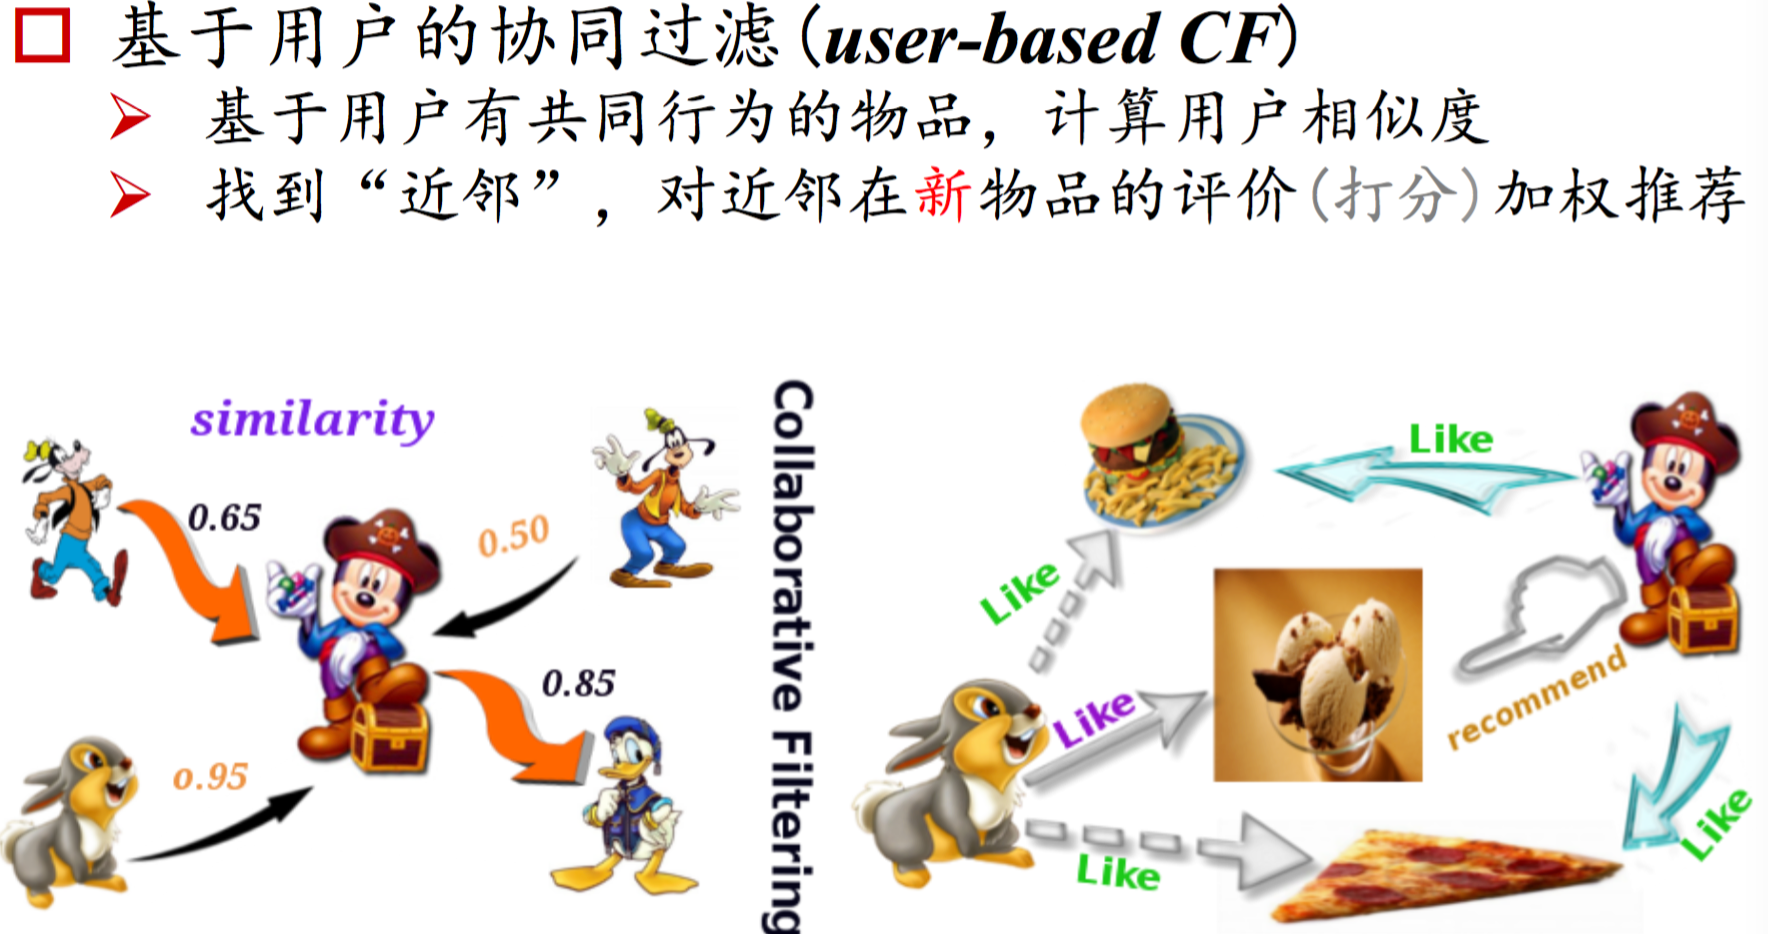 基于用户的协同过滤(user-based CF)
基于用户有共同行为的物品，计算用户相似度
找到“近邻”，对近邻在新物品的评价(打分)加权推荐
similarity
0.65
0.50
0.85
o.95
Collaborative Filtering
Like
Like
Like
recommend
Like
Like